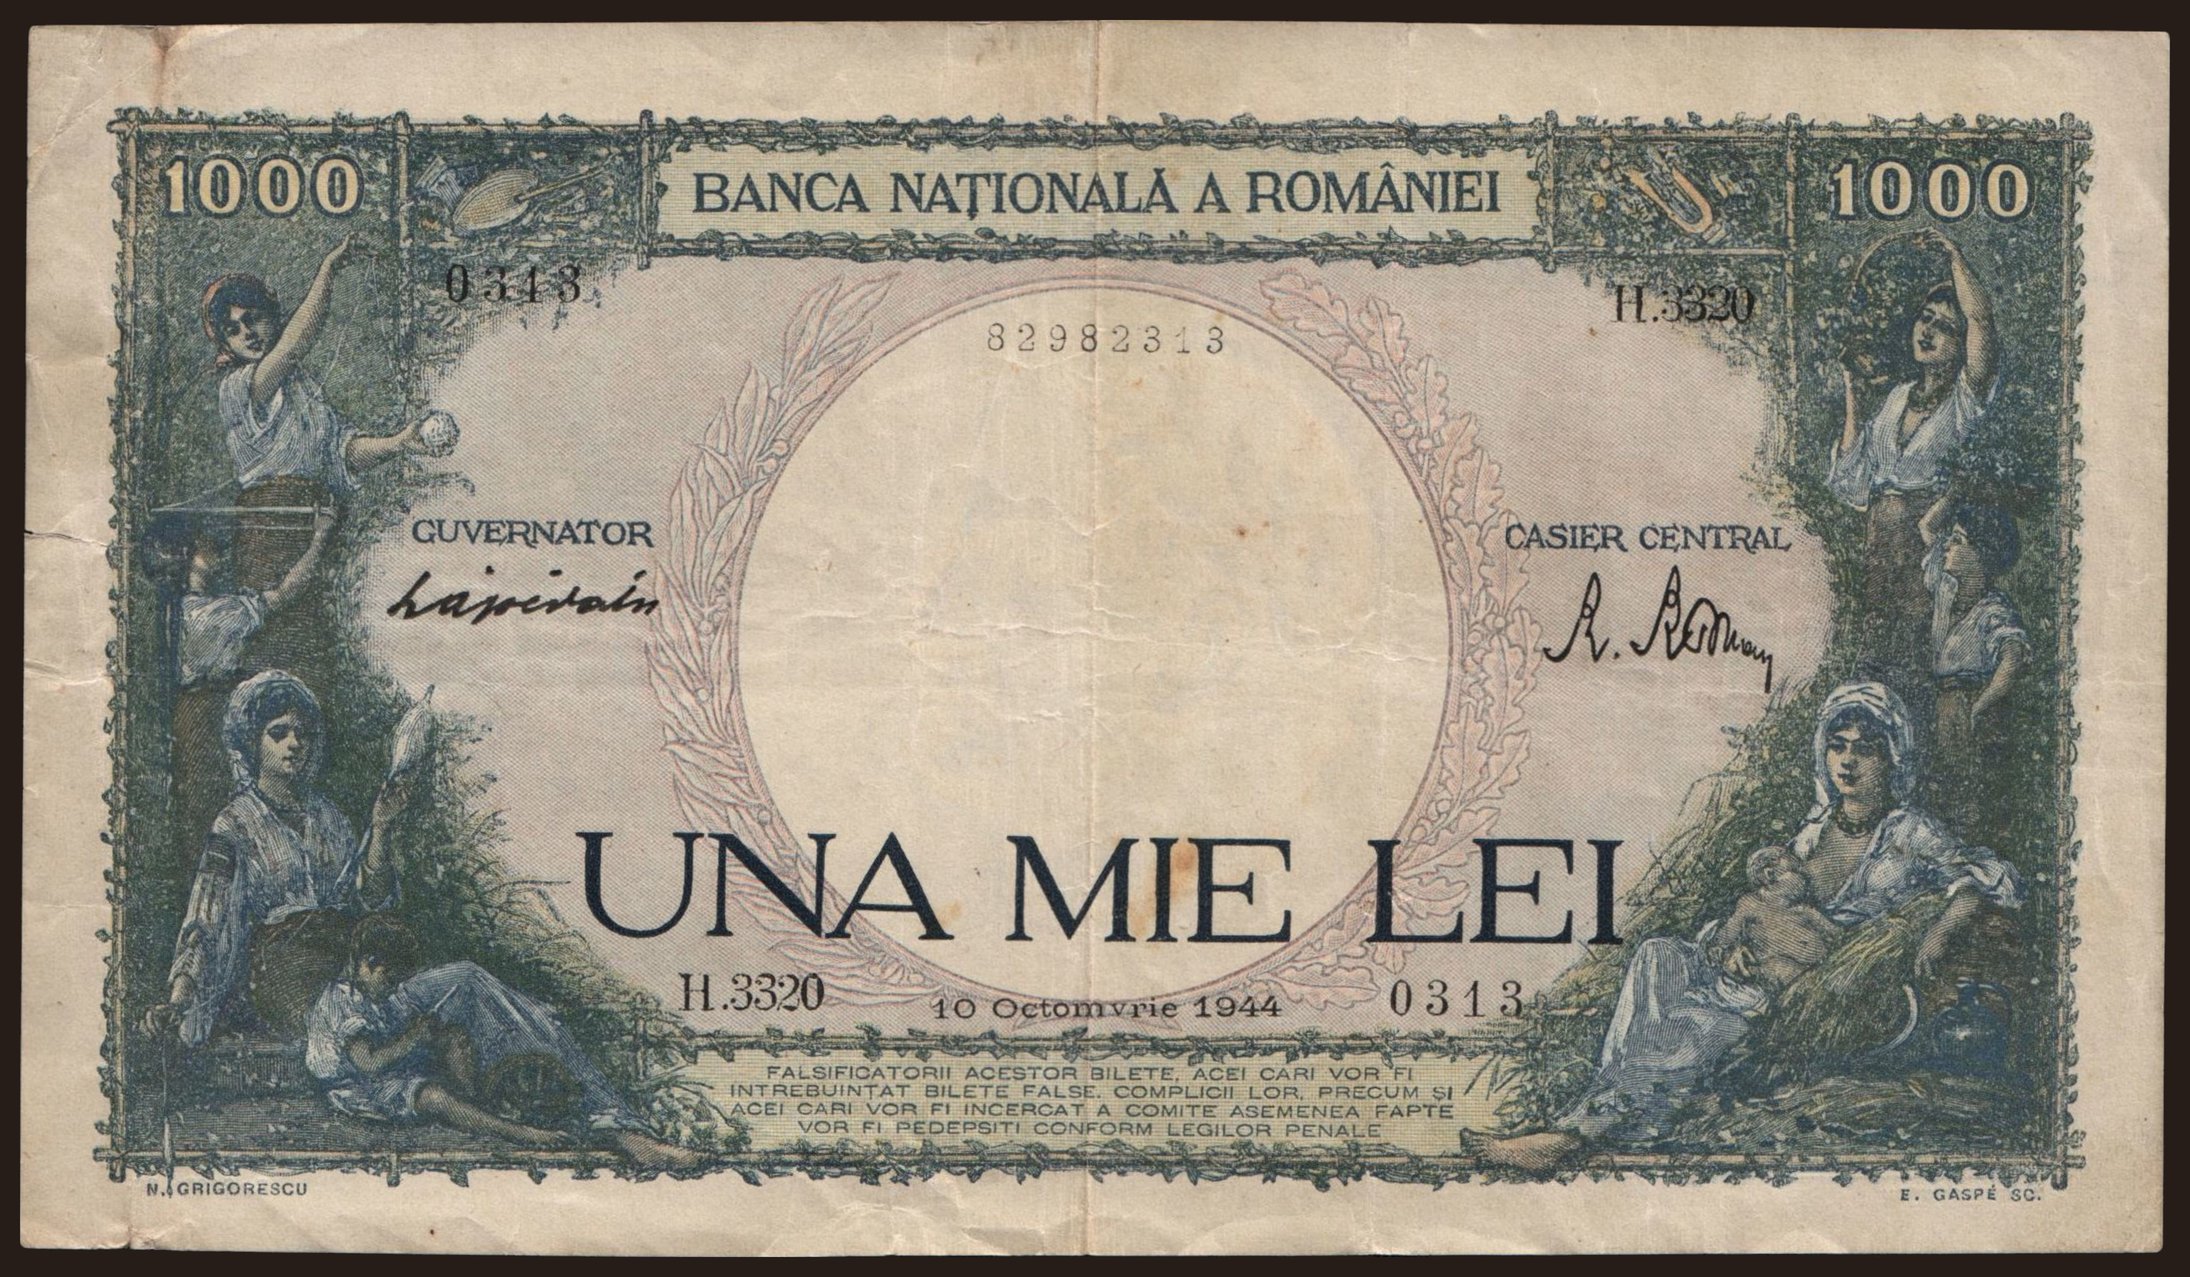 1000
BANCA NAȚIONALĂ A ROMÂNIEI
1000
0313
H.3320
82982313
GUVERNATOR
CASIER CENTRAL
UNA MIE LEI
H.3320
10 Octomvrie 1944
0313
FALSIFICATORII ACESTOR BILETE, ACEI CARI VOR FI
INTREBUINȚAT BILETE FALSE. COMPLICII LOR, PRECUM ȘI
ACEI CARI VOR FI INCERCAT A COMITE ASEMENEA FAPTE
VOR FI PEDEPSITI CONFORM LEGILOR PENALE
N. GRIGORESCU
E. GASPÉ SC.